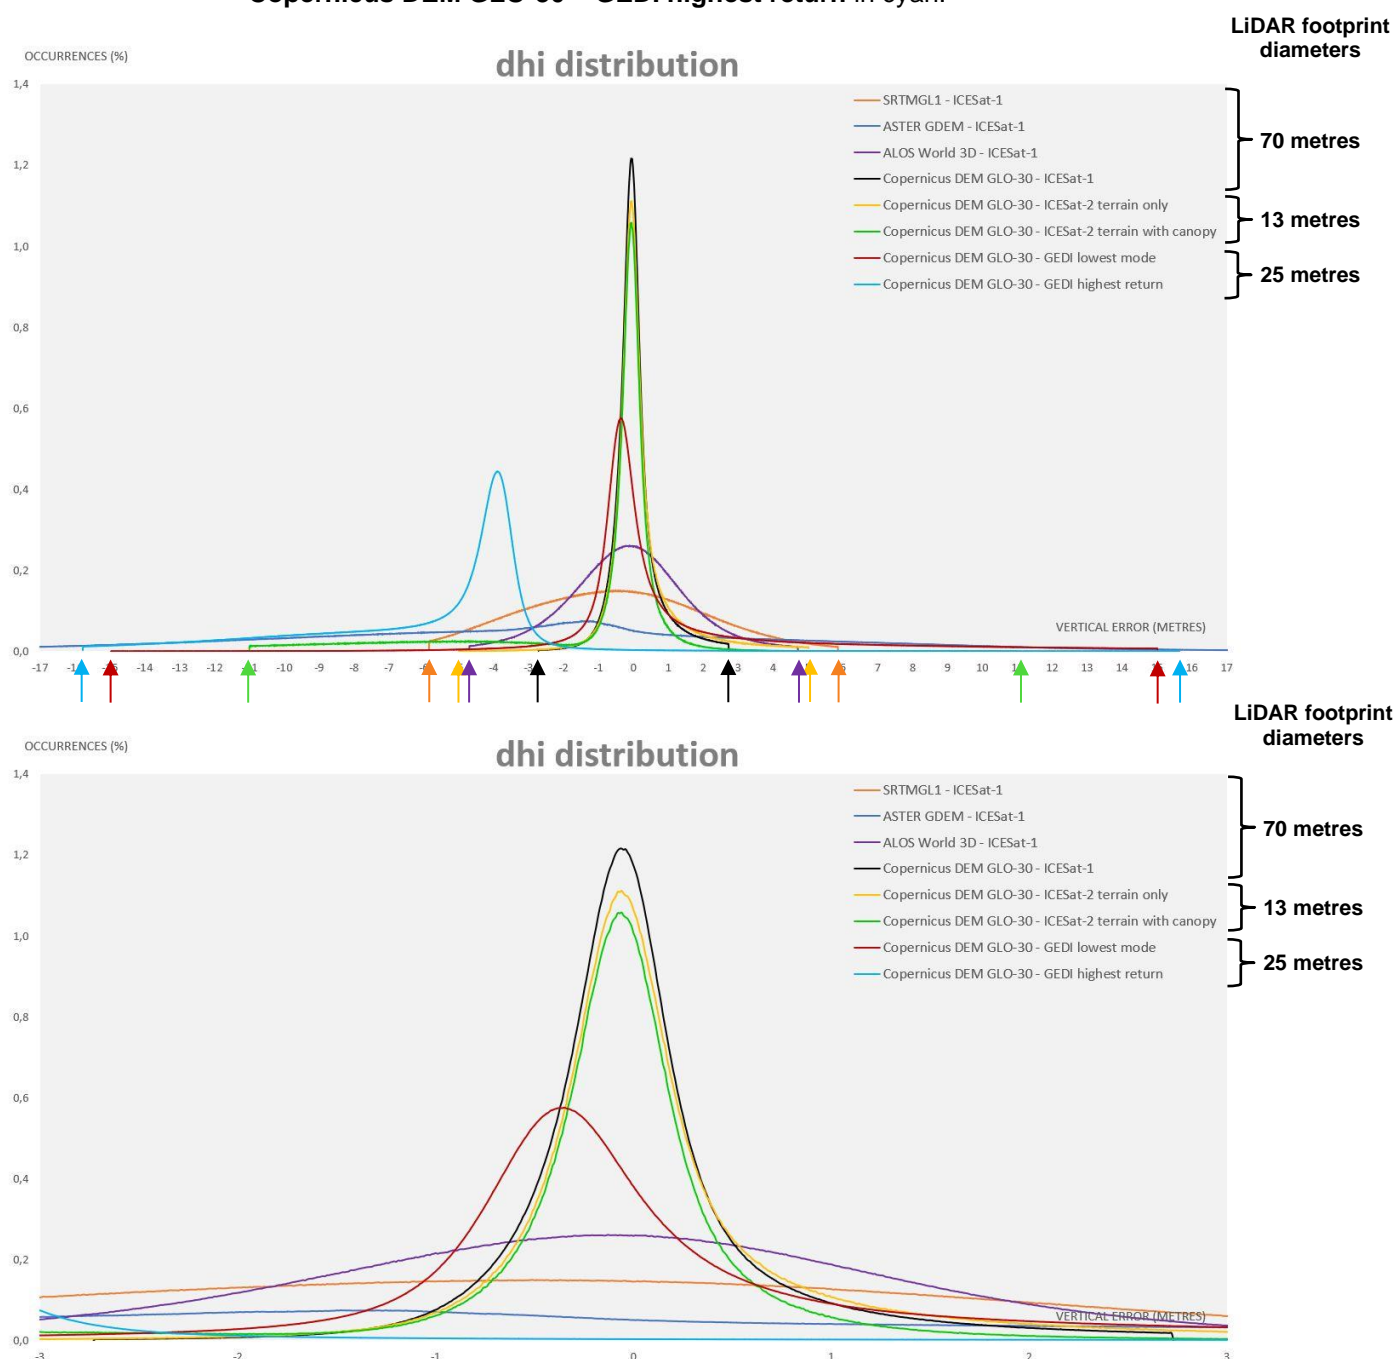 LiDAR footprint
diameters
OCCURRENCES (%)
dhi distribution
1,4
1,2
1,0
0,8
0,6
0,4
0,2
0,0
SRTMGL1 - ICESat-1
ASTER GDEM - ICESat-1
ALOS World 3D - ICESat-1
Copernicus DEM GLO-30 - ICESat-1
Copernicus DEM GLO-30 - ICESat-2 terrain only
Copernicus DEM GLO-30 - ICESat-2 terrain with canopy
Copernicus DEM GLO-30 - GEDI lowest mode
Copernicus DEM GLO-30 - GEDI highest return
70 metres
13 metres
25 metres
VERTICAL ERROR (METRES)
-17 -14 -13 -12 -10 -9 -8 -7 -4 -2 -1 0 1 2 3 4 7 8 9 10 12 13 14 16 17
LiDAR footprint
diameters
OCCURRENCES (%)
dhi distribution
1,4
1,2
1,0
0,8
0,6
0,4
0,2
0,0
SRTMGL1 - ICESat-1
ASTER GDEM - ICESat-1
ALOS World 3D - ICESat-1
Copernicus DEM GLO-30 - ICESat-1
Copernicus DEM GLO-30 - ICESat-2 terrain only
Copernicus DEM GLO-30 - ICESat-2 terrain with canopy
Copernicus DEM GLO-30 - GEDI lowest mode
Copernicus DEM GLO-30 - GEDI highest return
70 metres
13 metres
25 metres
VERTICAL ERROR (METRES)
-3 -2 -1 0 1 2 3